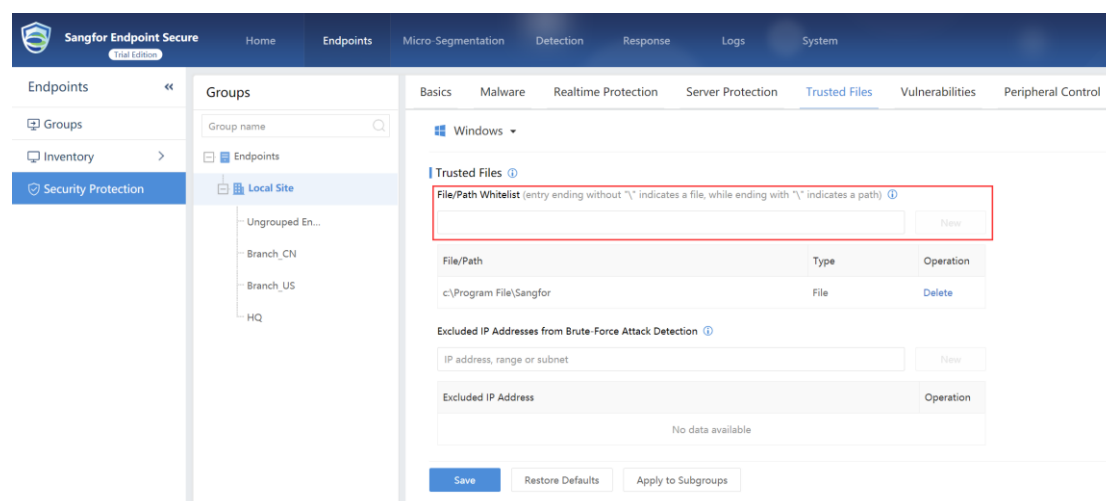 Sangfor Endpoint Secure
Trial Edition
Home Endpoints Micro-Segmentation Detection Response Logs System
Endpoints «
Groups
Inventory >
Security Protection
Groups
Group name
Endpoints
Local Site
Ungrouped En...
Branch_CN
Branch_US
HQ
Basics Malware Realtime Protection Server Protection Trusted Files Vulnerabilities Peripheral Control
Windows
Trusted Files
File/Path Whitelist (entry ending without "\" indicates a file, while ending with "\" indicates a path)
New
File/Path Type Operation
c:\Program File\Sangfor File Delete
Excluded IP Addresses from Brute-Force Attack Detection
IP address, range or subnet New
Excluded IP Address Operation
No data available
Save Restore Defaults Apply to Subgroups